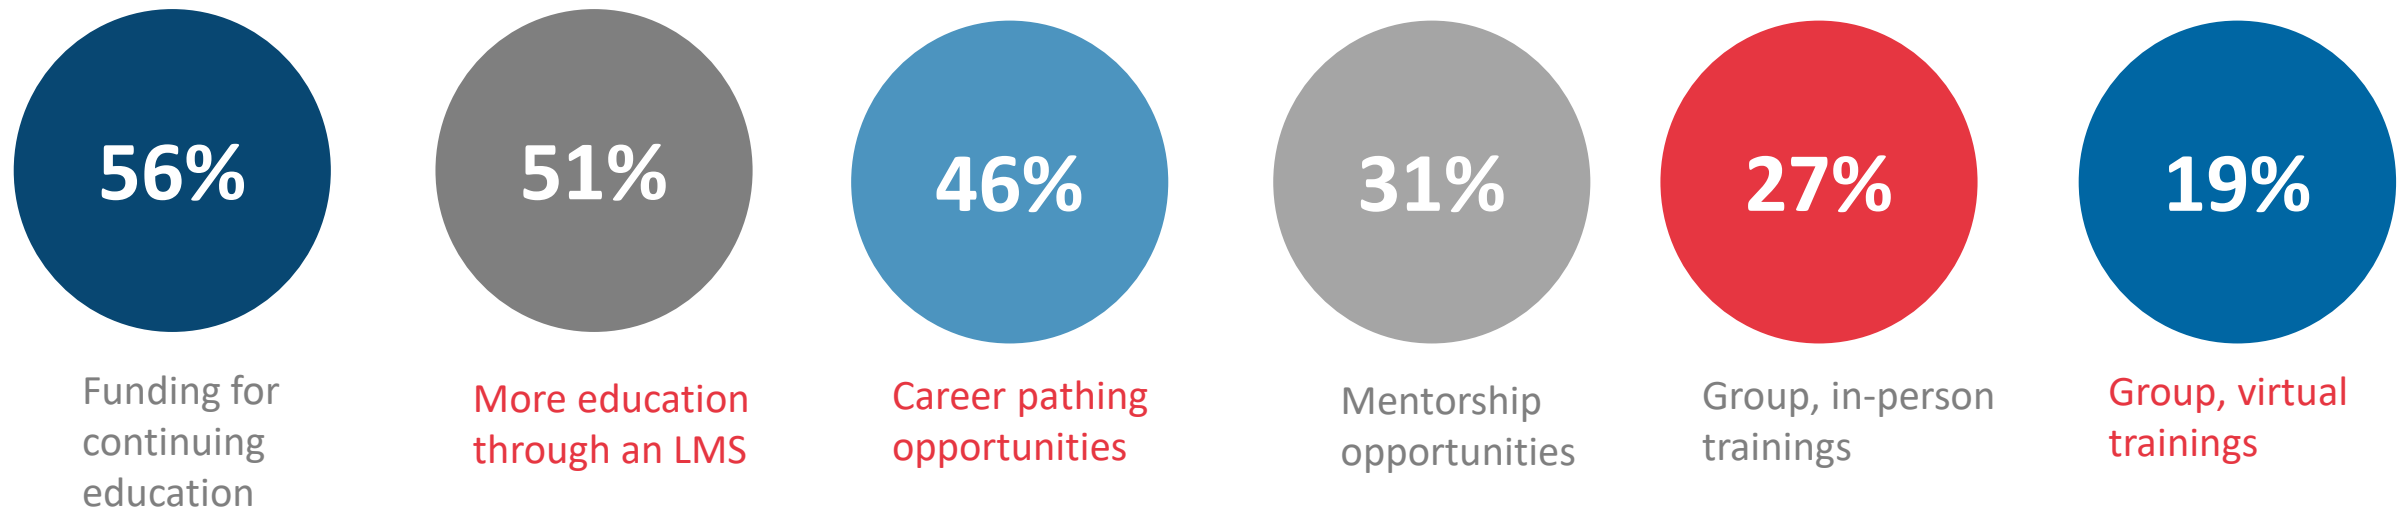 56%
51%
46%
31%
27%
19%
Funding for
continuing
education
More education
through an LMS
Career pathing
opportunities
Mentorship
opportunities
Group, in-person
trainings
Group, virtual
trainings